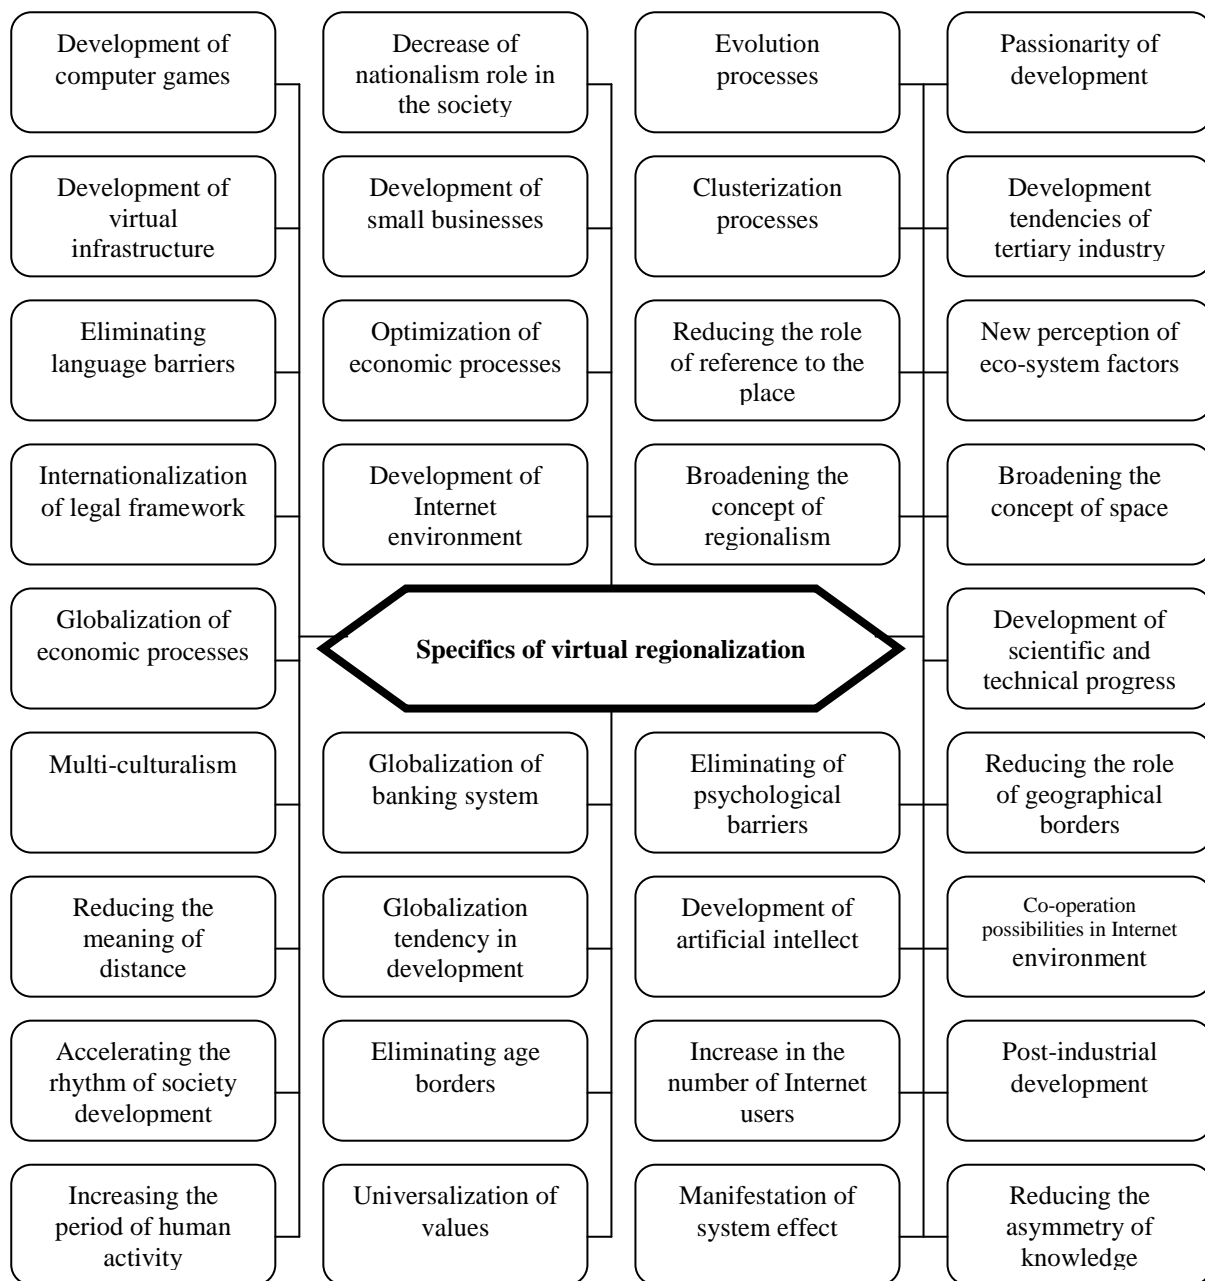 Development of
computer games
Decrease of
nationalism role in
the society
Evolution
processes
Passionarity of
development
Development of
virtual
infrastructure
Development of
small businesses
Clusterization
processes
Development
tendencies of
tertiary industry
Eliminating
language barriers
Optimization of
economic processes
Reducing the role
of reference to the
place
New perception of
eco-system factors
Internationalization
of legal framework
Development of
Internet
environment
Broadening the
concept of
regionalism
Broadening the
concept of space
Globalization of
economic processes
Specifics of virtual regionalization
Development of
scientific and
technical progress
Multi-culturalism
Globalization of
banking system
Eliminating of
psychological
barriers
Reducing the role
of geographical
borders
Reducing the
meaning of
distance
Globalization
tendency in
development
Development of
artificial intellect
Co-operation
possibilities in Internet
environment
Accelerating the
rhythm of society
development
Eliminating age
borders
Increase in the
number of Internet
users
Post-industrial
development
Increasing the
period of human
activity
Universalization of
values
Manifestation of
system effect
Reducing the
asymmetry of
knowledge